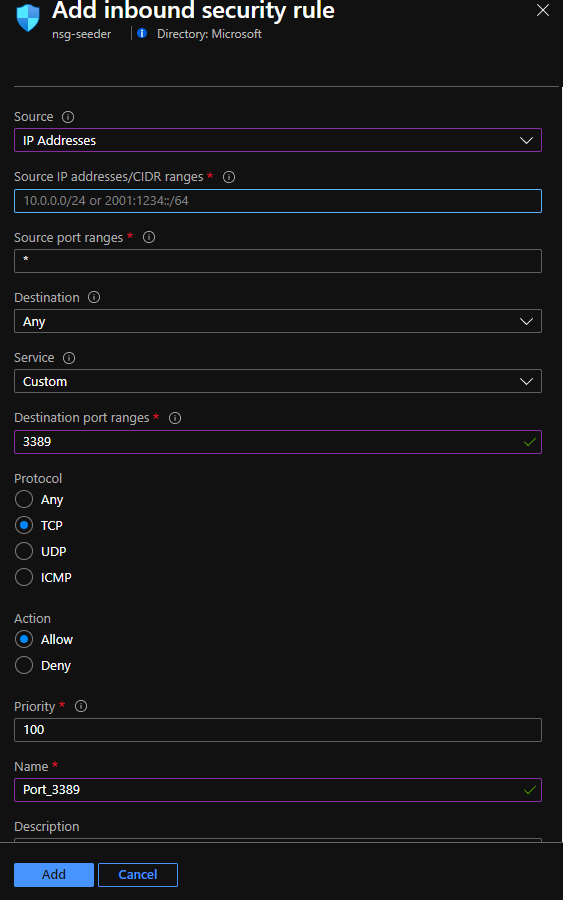 Add inbound security rule
nsg-seeder
Directory: Microsoft
Source
IP Addresses
Source IP addresses/CIDR ranges *
10.0.0.0/24 or 2001:1234::/64
Source port ranges *
*
Destination
Any
Service
Custom
Destination port ranges *
3389
Protocol
Any
TCP
UDP
ICMP
Action
Allow
Deny
Priority *
100
Name *
Port_3389
Description
Add Cancel